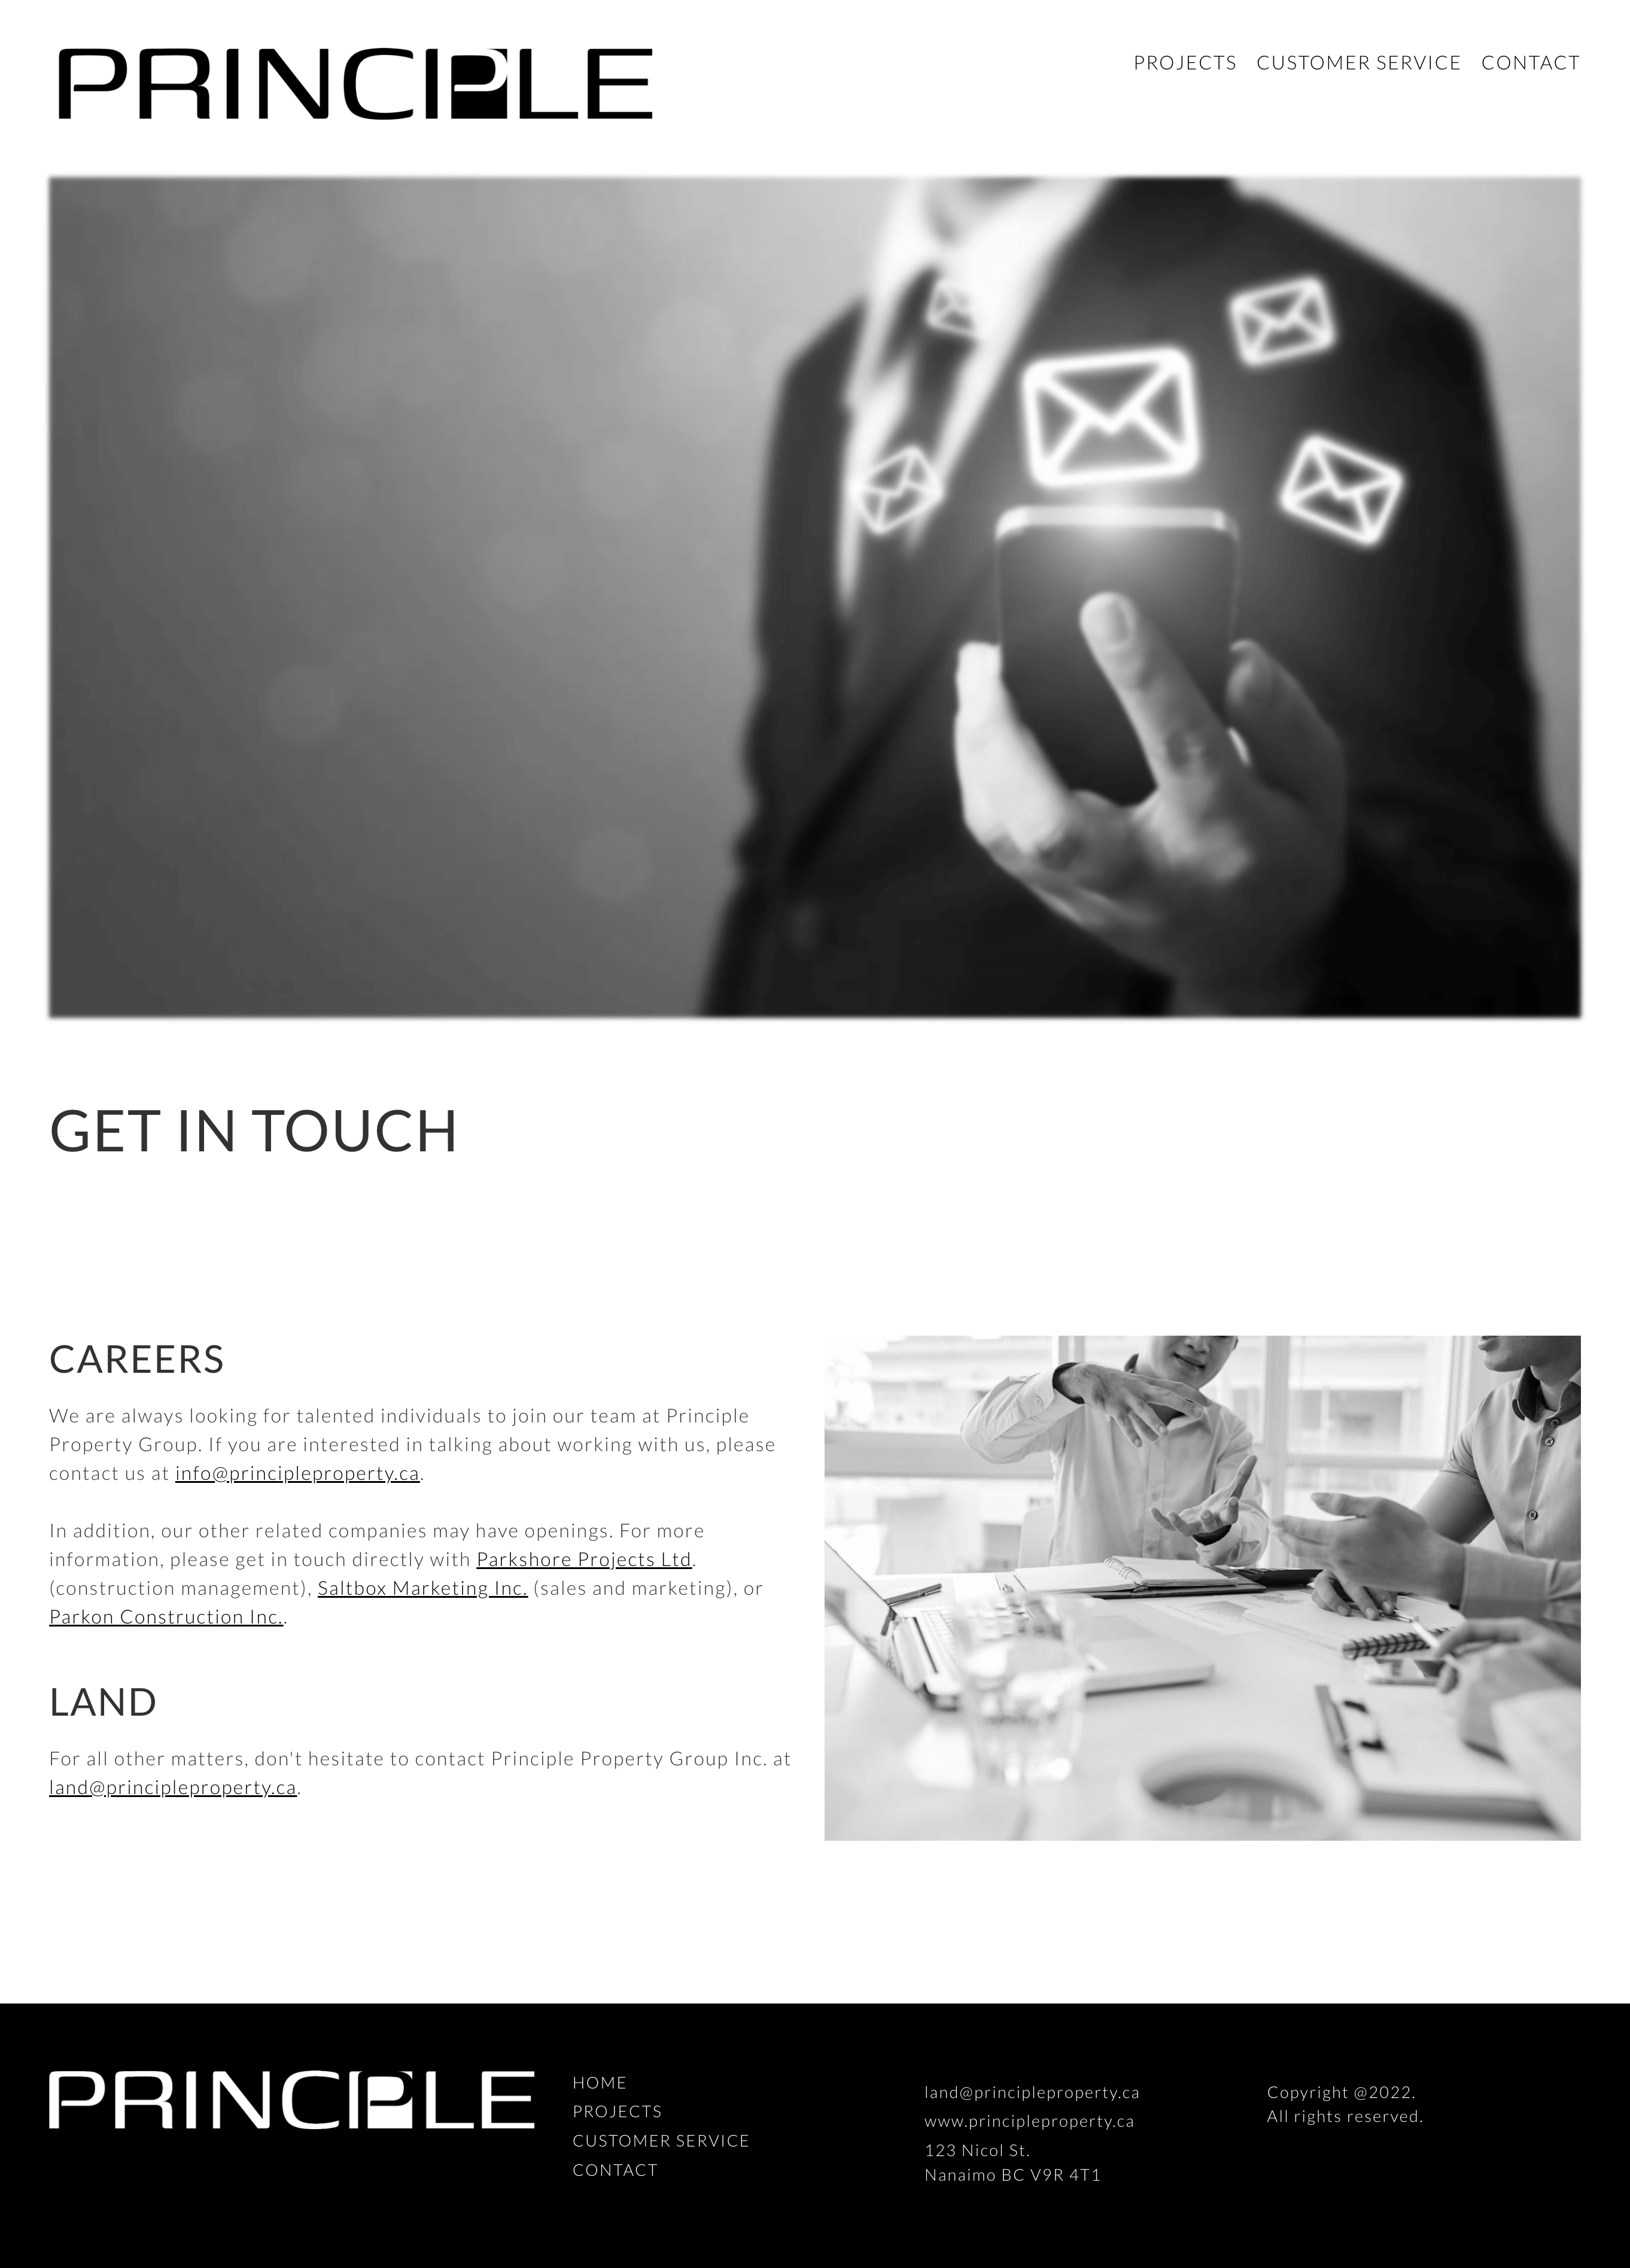 PRINCIPLE
PROJECTS CUSTOMER SERVICE CONTACT
GET IN TOUCH
CAREERS
We are always looking for talented individuals to join our team at Principle
Property Group. If you are interested in talking about working with us, please
contact us at info@principleproperty.ca.
In addition, our other related companies may have openings. For more
information, please get in touch directly with Parkshore Projects Ltd.
(construction management), Saltbox Marketing Inc. (sales and marketing), or
Parkon Construction Inc..
LAND
For all other matters, don't hesitate to contact Principle Property Group Inc. at
land@principleproperty.ca.
PRINCIPLE
HOME
PROJECTS
CUSTOMER SERVICE
CONTACT
land@principleproperty.ca
www.principleproperty.ca
123 Nicol St.
Nanaimo BC V9R 4T1
Copyright @2022.
All rights reserved.